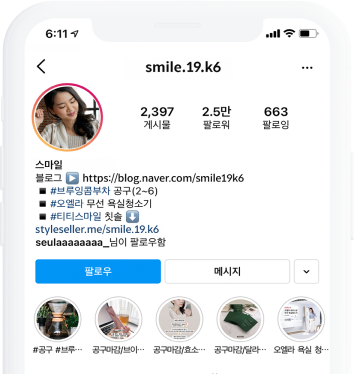 6:11
smile.19.k6
2,397 2.5만 663
게시물 팔로워 팔로잉
스마일
블로그 ▶️ https://blog.naver.com/smile19k6
▪️ #브루잉콤부차 공구(2~6)
▪️ #오엘라 무선 욕실청소기
▪️ #티티스마일 칫솔 ⬇️
styleseller.me/smile.19.k6
seulaaaaaaaa_님이 팔로우함
팔로우 메시지
#공구 #브루... 공구마감/브아... 공구마감/효소... 공구마감/달라... 오엘라 욕실 청...